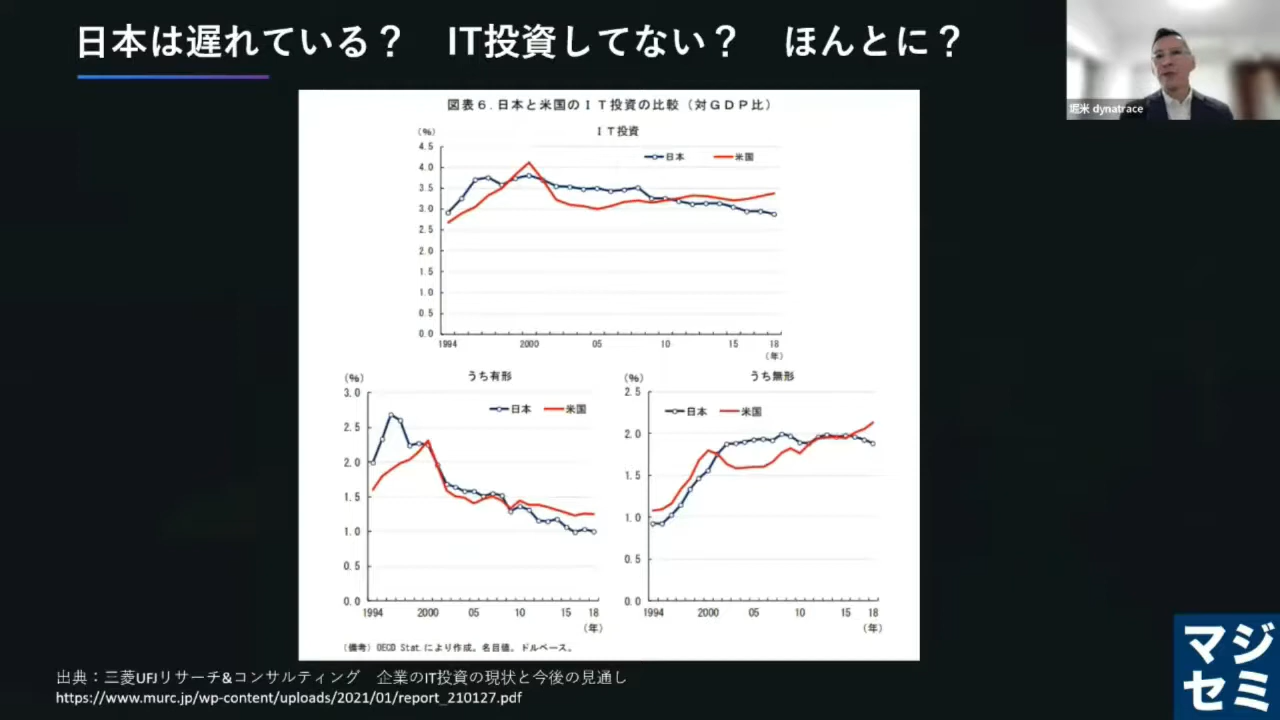 日本は遅れている？　IT投資してない？　ほんとに？
堀米 dynatrace
図表６.日本と米国のＩＴ投資の比較（対ＧＤＰ比）
ＩＴ投資
(%)
日本
米国
4.5
4.0
3.5
3.0
2.5
2.0
1.5
1.0
0.5
0.0
1994 2000 05 10 15 18
(年)
うち有形
(%)
日本
米国
3.0
2.5
2.0
1.5
1.0
0.5
0.0
1994 2000 05 10 15 18
(年)
うち無形
(%)
日本
米国
2.5
2.0
1.5
1.0
0.5
0.0
1994 2000 05 10 15 18
(年)
（備考）OECD Stat.により作成。名目値。ドルベース。
出典：三菱UFJリサーチ&コンサルティング　企業のIT投資の現状と今後の見通し
https://www.murc.jp/wp-content/uploads/2021/01/report_210127.pdf
マジ
セミ